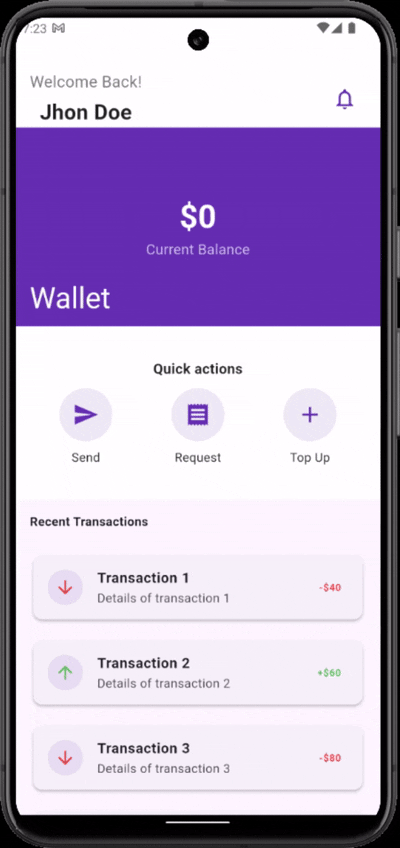 7:23
Welcome Back!
Jhon Doe
$0
Current Balance
Wallet
Quick actions
Send Request Top Up
Recent Transactions
Transaction 1
-$40
Details of transaction 1
Transaction 2
+$60
Details of transaction 2
Transaction 3
-$80
Details of transaction 3